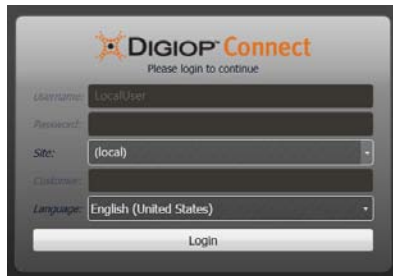 DIGIOP Connect
Please login to continue
Username: LocalUser
Password:
Site: (local)
Customer:
Language: English (United States)
Login